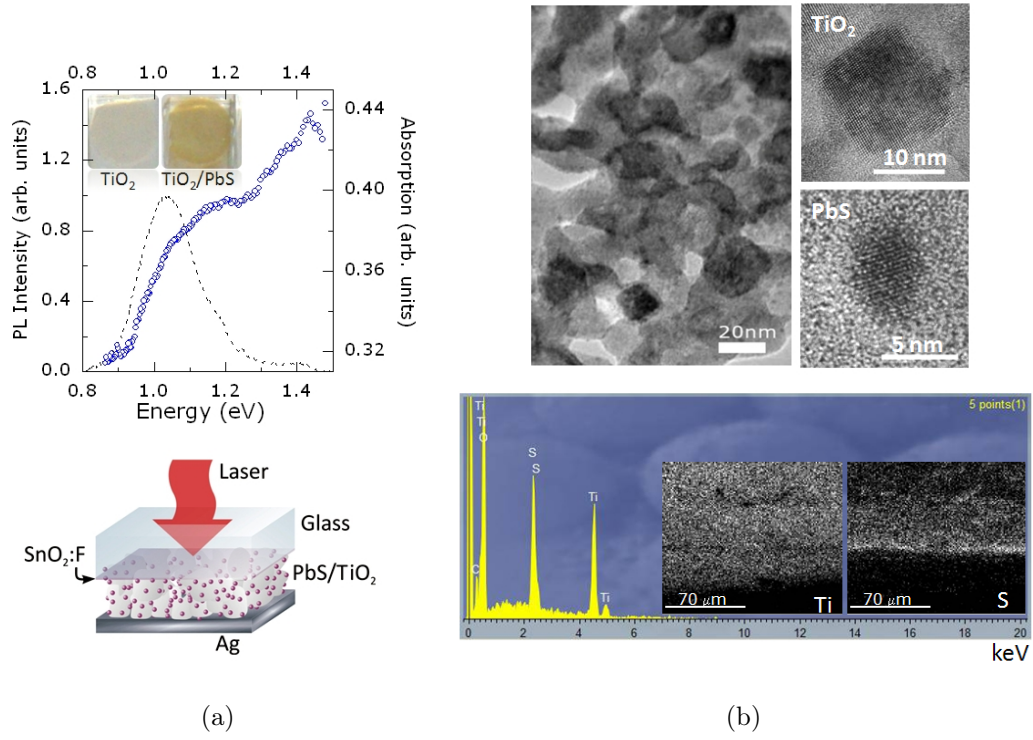 0.8 1.0 1.2 1.4
1.6
1.2
0.8
0.4
0.0
PL Intensity (arb. units)
TiO2 TiO2/PbS
0.44
0.40
0.36
0.32
Absorption (arb. units)
0.8 1.0 1.2 1.4
Energy (eV)
Laser
Glass
SnO2:F
PbS/TiO2
Ag
(a)
20nm
TiO2
10 nm
PbS
5 nm
5 points(1)
Ti
Ti
O
C
S
S
Ti
Ti
70 μm Ti
70 μm S
0 2 4 6 8 10 12 14 16 18 20
keV
(b)